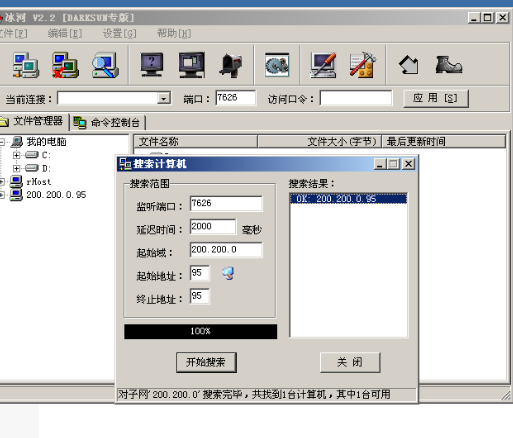 冰河 V2.2 [DARKSUN专版]
文件[F] 编辑[E] 设置[G] 帮助[H]
当前连接： 端口： 7626 访问口令： 应 用 [S]
文件管理器 命令控制台
我的电脑
C:
D:
rHost
200.200.0.95
文件名称 文件大小(字节) 最后更新时间
搜索计算机
搜索范围
监听端口： 7626
延迟时间： 2000 毫秒
起始域： 200.200.0
起始地址： 95
终止地址： 95
搜索结果：
OK: 200.200.0.95
100%
开始搜索 关 闭
对子网'200.200.0'搜索完毕，共找到1台计算机，其中1台可用